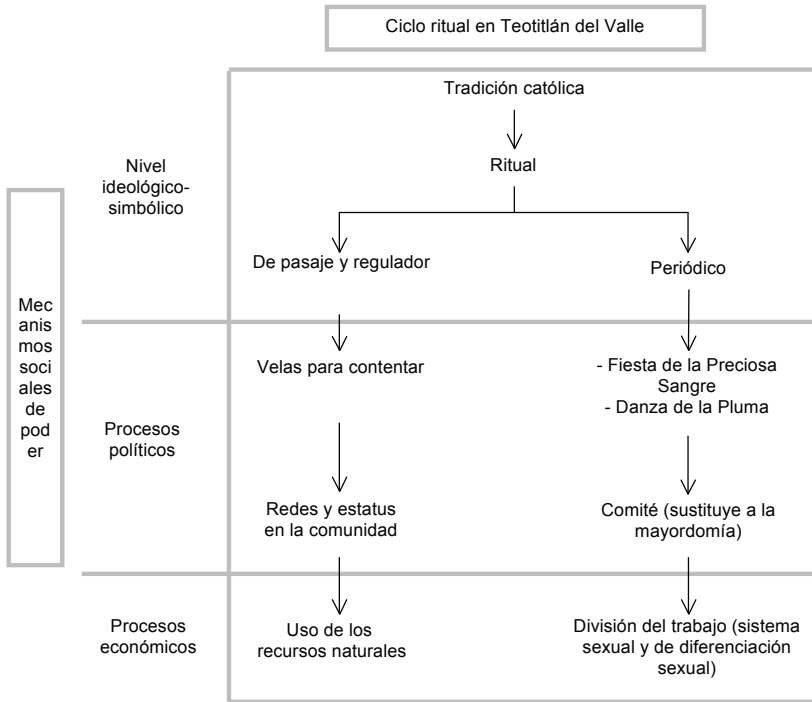 Ciclo ritual en Teotitlán del Valle
Tradición católica
Nivel
ideológico-
simbólico
Ritual
De pasaje y regulador
Periódico
Mec
anis
mos
soci
ales
de
pod
er
Procesos
políticos
Velas para contentar
- Fiesta de la Preciosa
Sangre
- Danza de la Pluma
Redes y estatus
en la comunidad
Comité (sustituye a la
mayordomía)
Procesos
económicos
Uso de los
recursos naturales
División del trabajo (sistema
sexual y de diferenciación
sexual)